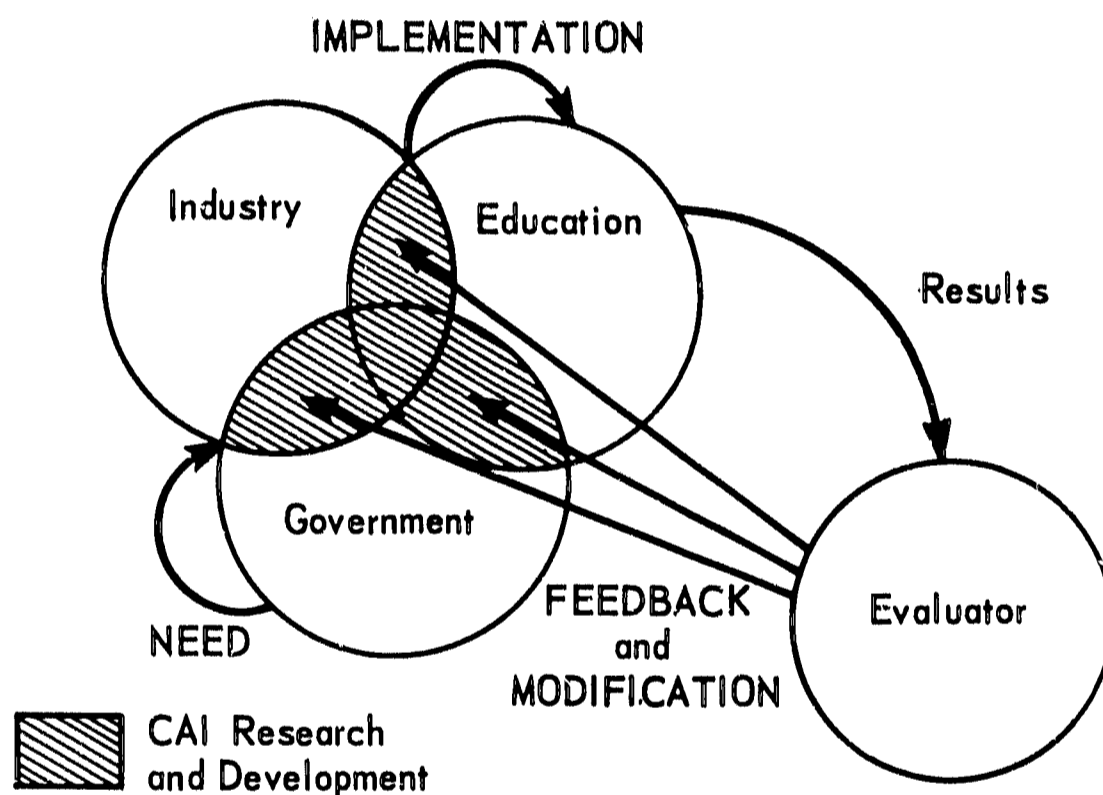 IMPLEMENTATION
Industry
Education
Results
Government
Evaluator
FEEDBACK
and
MODIFICATION
NEED
CAI Research
and Development